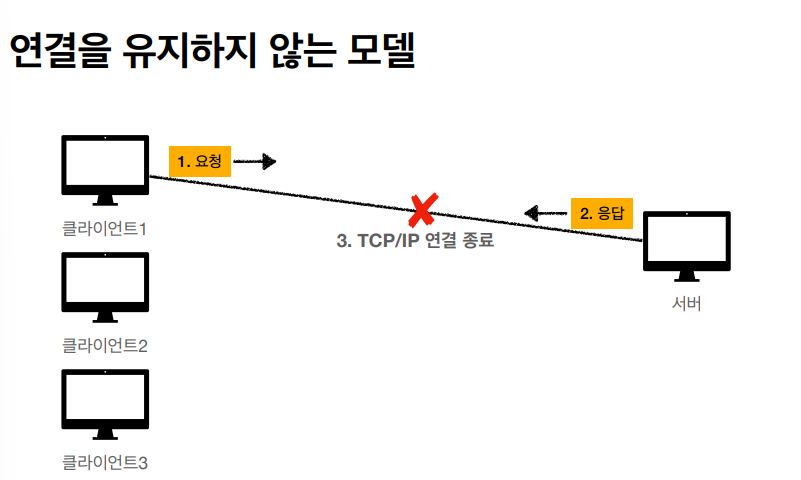 연결을 유지하지 않는 모델
1. 요청
클라이언트1
2. 응답
3. TCP/IP 연결 종료
서버
클라이언트2
클라이언트3